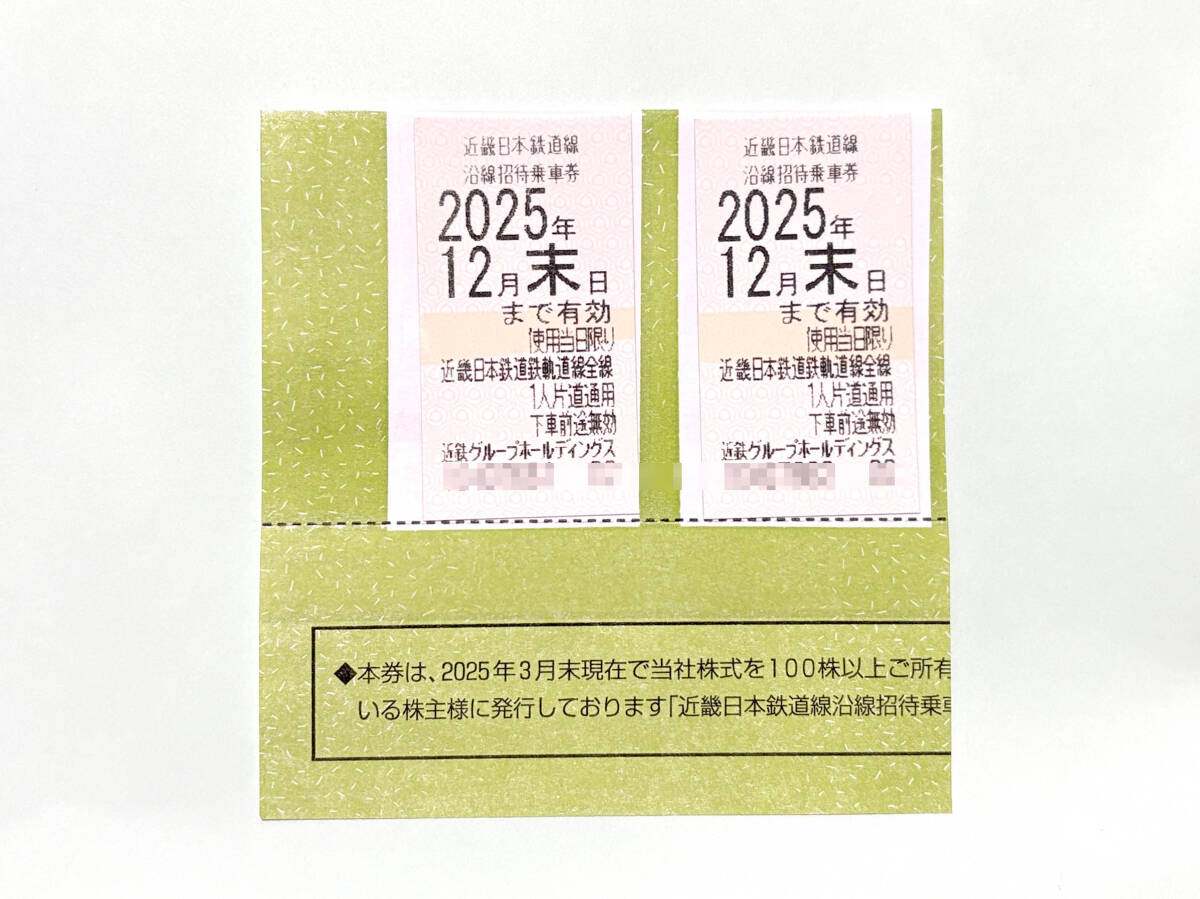 近畿日本鉄道線
沿線招待乗車券
2025年
12月末日
まで有効
使用当日限り
近畿日本鉄道鉄軌道線全線
1人片道通用
下車前途無効
近鉄グループホールディングス
近畿日本鉄道線
沿線招待乗車券
2025年
12月末日
まで有効
使用当日限り
近畿日本鉄道鉄軌道線全線
1人片道通用
下車前途無効
近鉄グループホールディングス
◆本券は、2025年3月末現在で当社株式を100株以上ご所有
いる株主様に発行しております「近畿日本鉄道線沿線招待乗車